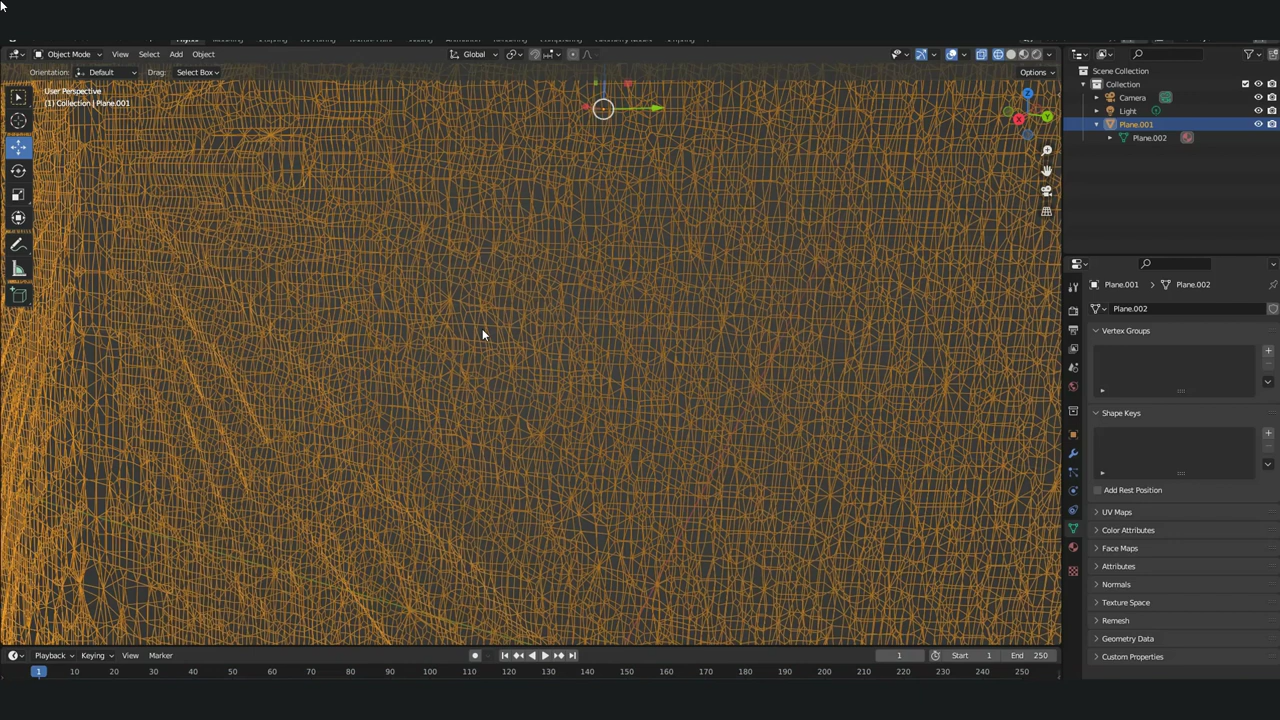 Object Mode View Select Add Object Global
Orientation: Default Drag: Select Box Options
User Perspective
(1) Collection | Plane.001
X
Y
Z
Scene Collection
Collection
Camera
Light
Plane.001
Plane.002
Plane.001 > Plane.002
Plane.002
Vertex Groups
Shape Keys
Add Rest Position
UV Maps
Color Attributes
Face Maps
Attributes
Normals
Texture Space
Remesh
Geometry Data
Custom Properties
Playback Keying View Marker 1 Start 1 End 250
1 10 20 30 40 50 60 70 80 90 100 110 120 130 140 150 160 170 180 190 200 210 220 230 240 250